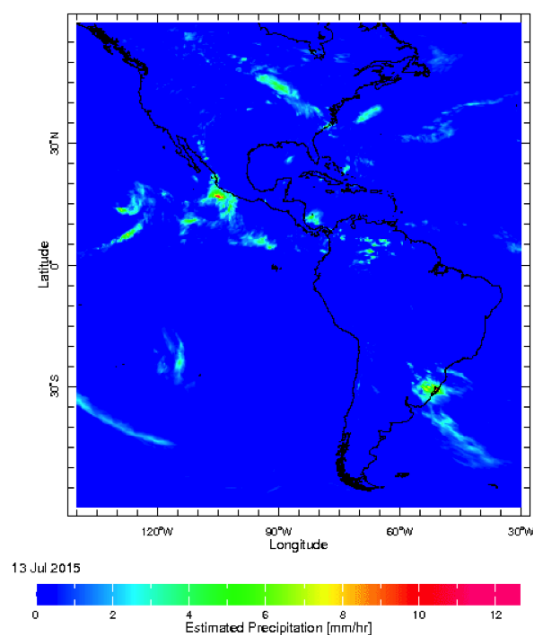 30°N
0°
30°S
Latitude
120°W 90°W 60°W 30°W
Longitude
13 Jul 2015
0 2 4 6 8 10 12
Estimated Precipitation [mm/hr]